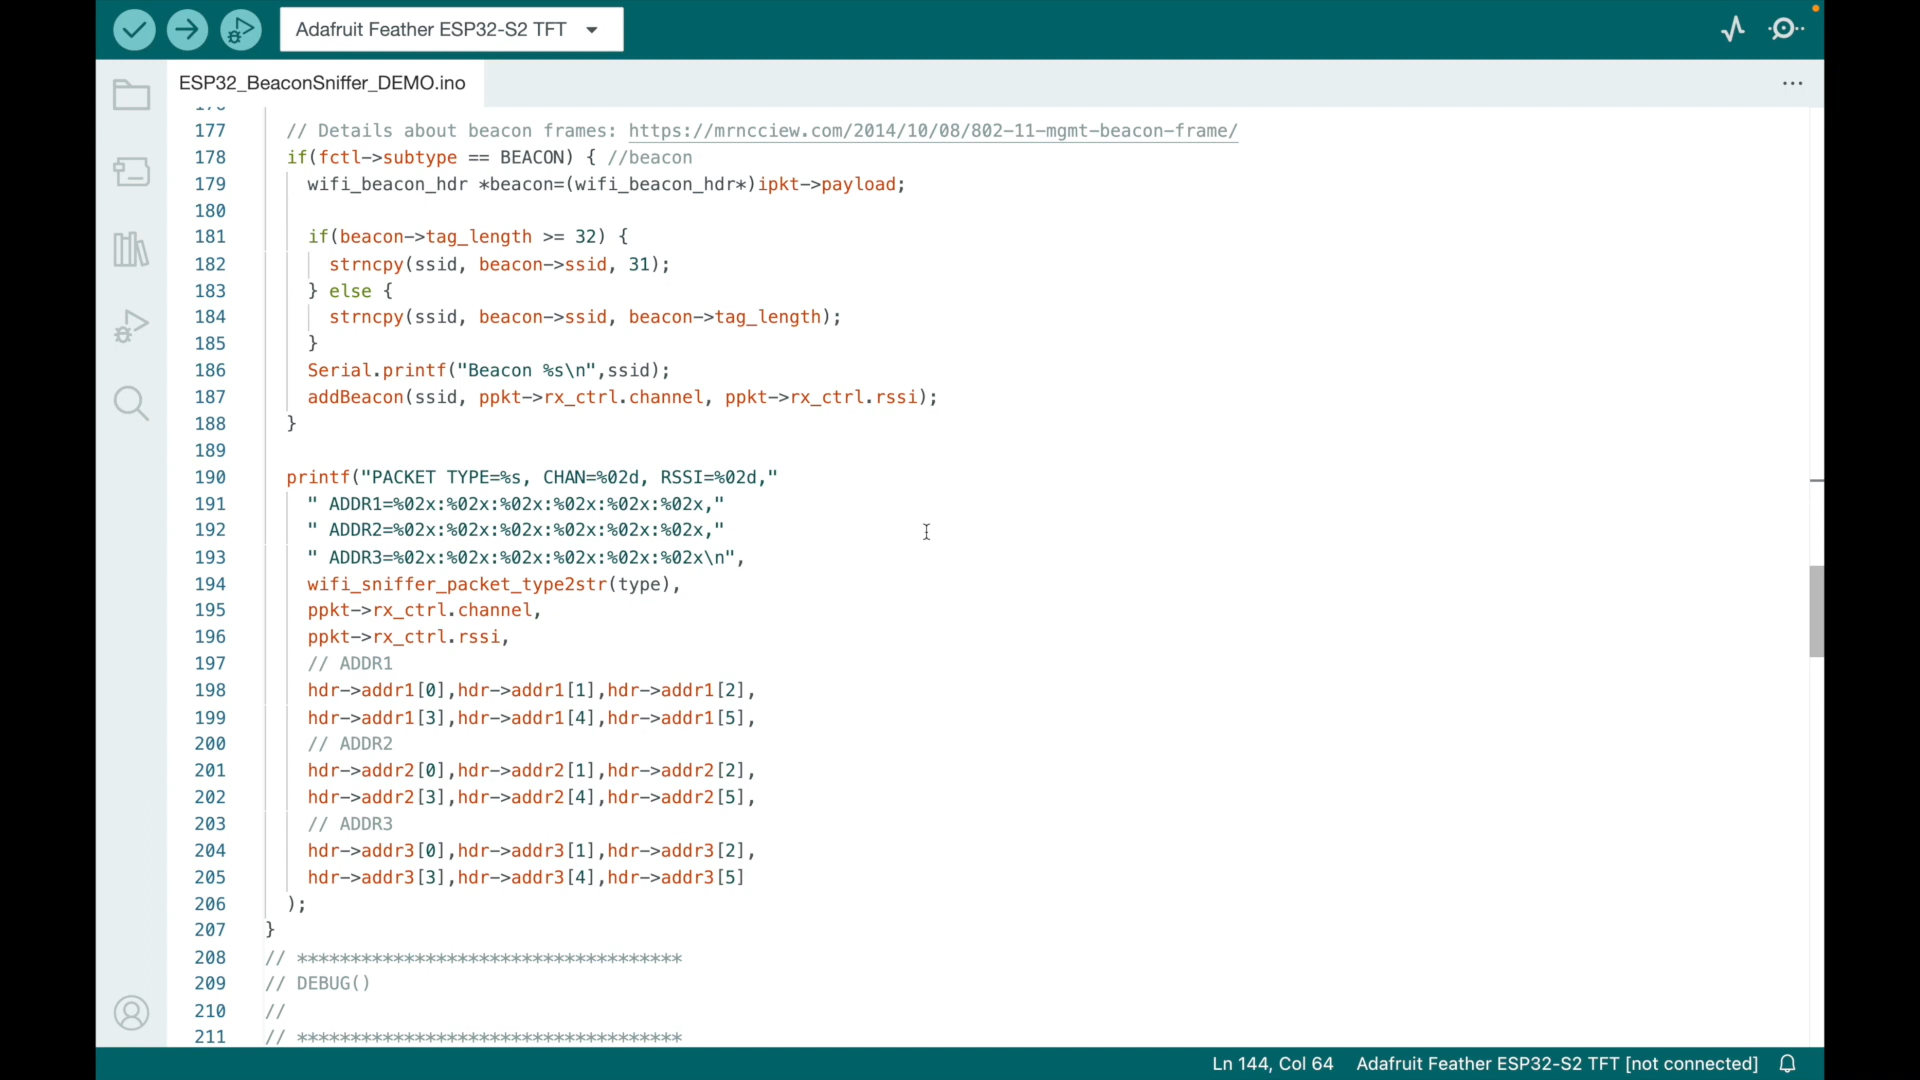 Adafruit Feather ESP32-S2 TFT
ESP32_BeaconSniffer_DEMO.ino
177 // Details about beacon frames: https://mrncciew.com/2014/10/08/802-11-mgmt-beacon-frame/
178 if(fctl->subtype == BEACON) { //beacon
179 wifi_beacon_hdr *beacon=(wifi_beacon_hdr*)ipkt->payload;
180
181 if(beacon->tag_length >= 32) {
182 strncpy(ssid, beacon->ssid, 31);
183 } else {
184 strncpy(ssid, beacon->ssid, beacon->tag_length);
185 }
186 Serial.printf("Beacon %s\n",ssid);
187 addBeacon(ssid, ppkt->rx_ctrl.channel, ppkt->rx_ctrl.rssi);
188 }
189
190 printf("PACKET TYPE=%s, CHAN=%02d, RSSI=%02d,"
191 " ADDR1=%02x:%02x:%02x:%02x:%02x:%02x,"
192 " ADDR2=%02x:%02x:%02x:%02x:%02x:%02x,"
193 " ADDR3=%02x:%02x:%02x:%02x:%02x:%02x\n",
194 wifi_sniffer_packet_type2str(type),
195 ppkt->rx_ctrl.channel,
196 ppkt->rx_ctrl.rssi,
197 // ADDR1
198 hdr->addr1[0],hdr->addr1[1],hdr->addr1[2],
199 hdr->addr1[3],hdr->addr1[4],hdr->addr1[5],
200 // ADDR2
201 hdr->addr2[0],hdr->addr2[1],hdr->addr2[2],
202 hdr->addr2[3],hdr->addr2[4],hdr->addr2[5],
203 // ADDR3
204 hdr->addr3[0],hdr->addr3[1],hdr->addr3[2],
205 hdr->addr3[3],hdr->addr3[4],hdr->addr3[5]
206 );
207 }
208 // ************************************
209 // DEBUG()
210 //
211 // ************************************
Ln 144, Col 64 Adafruit Feather ESP32-S2 TFT [not connected]